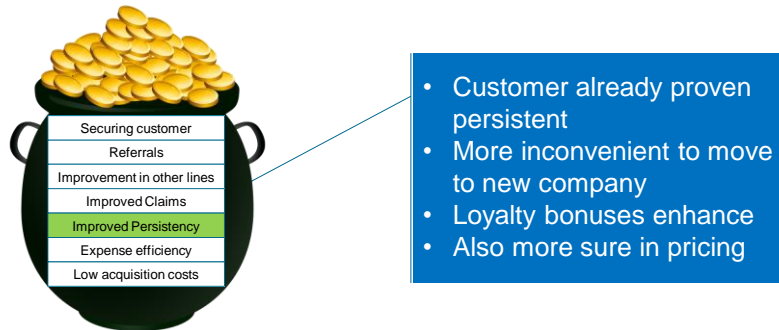 Securing customer
Referrals
Improvement in other lines
Improved Claims
Improved Persistency
Expense efficiency
Low acquisition costs
• Customer already proven
persistent
• More inconvenient to move
to new company
• Loyalty bonuses enhance
• Also more sure in pricing